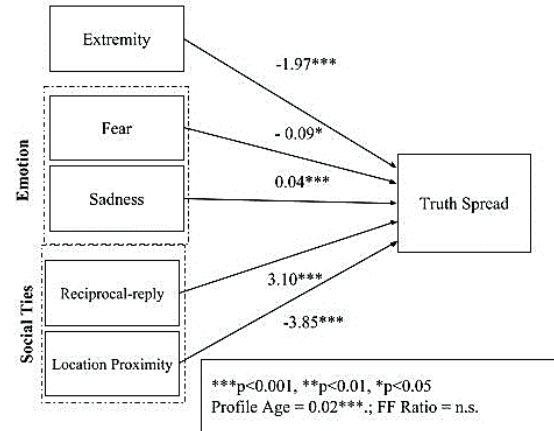 Extremity
-1.97***
Emotion
Fear
- 0.09*
Sadness
0.04***
Truth Spread
Social Ties
Reciprocal-reply
3.10***
Location Proximity
-3.85***
***p<0.001, **p<0.01, *p<0.05
Profile Age = 0.02***.; FF Ratio = n.s.